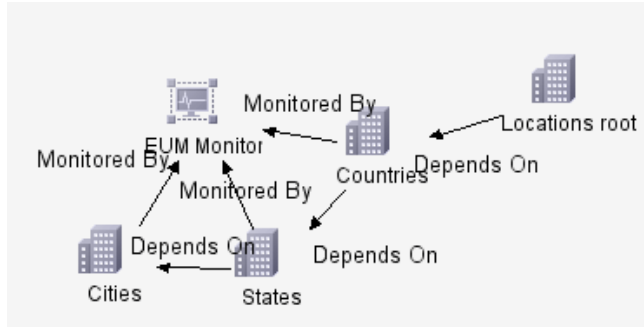 Monitored By
Locations root
EUM Monitor
Monitored By
Depends On
Countries
Monitored By
Depends On
Depends On
Cities
States